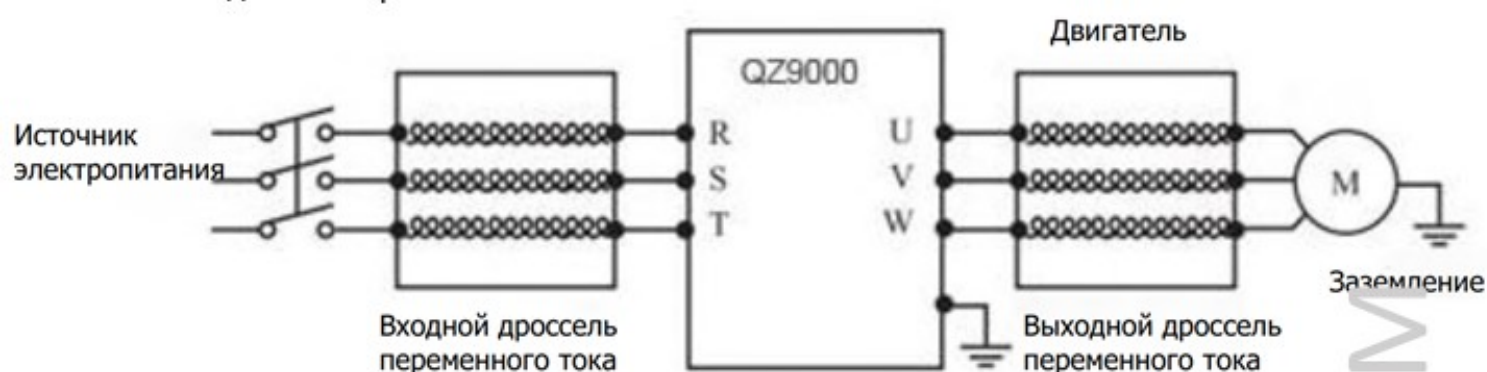 Двигатель
QZ9000
Источник
электропитания
R
U
S
V
M
T
W
Заземление
Входной дроссель
переменного тока
Выходной дроссель
переменного тока
M